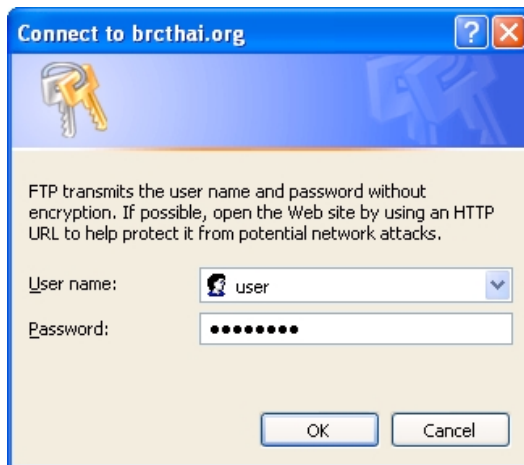 Connect to brcthai.org
FTP transmits the user name and password without
encryption. If possible, open the Web site by using an HTTP
URL to help protect it from potential network attacks.
User name:
user
Password:
••••••••
OK
Cancel